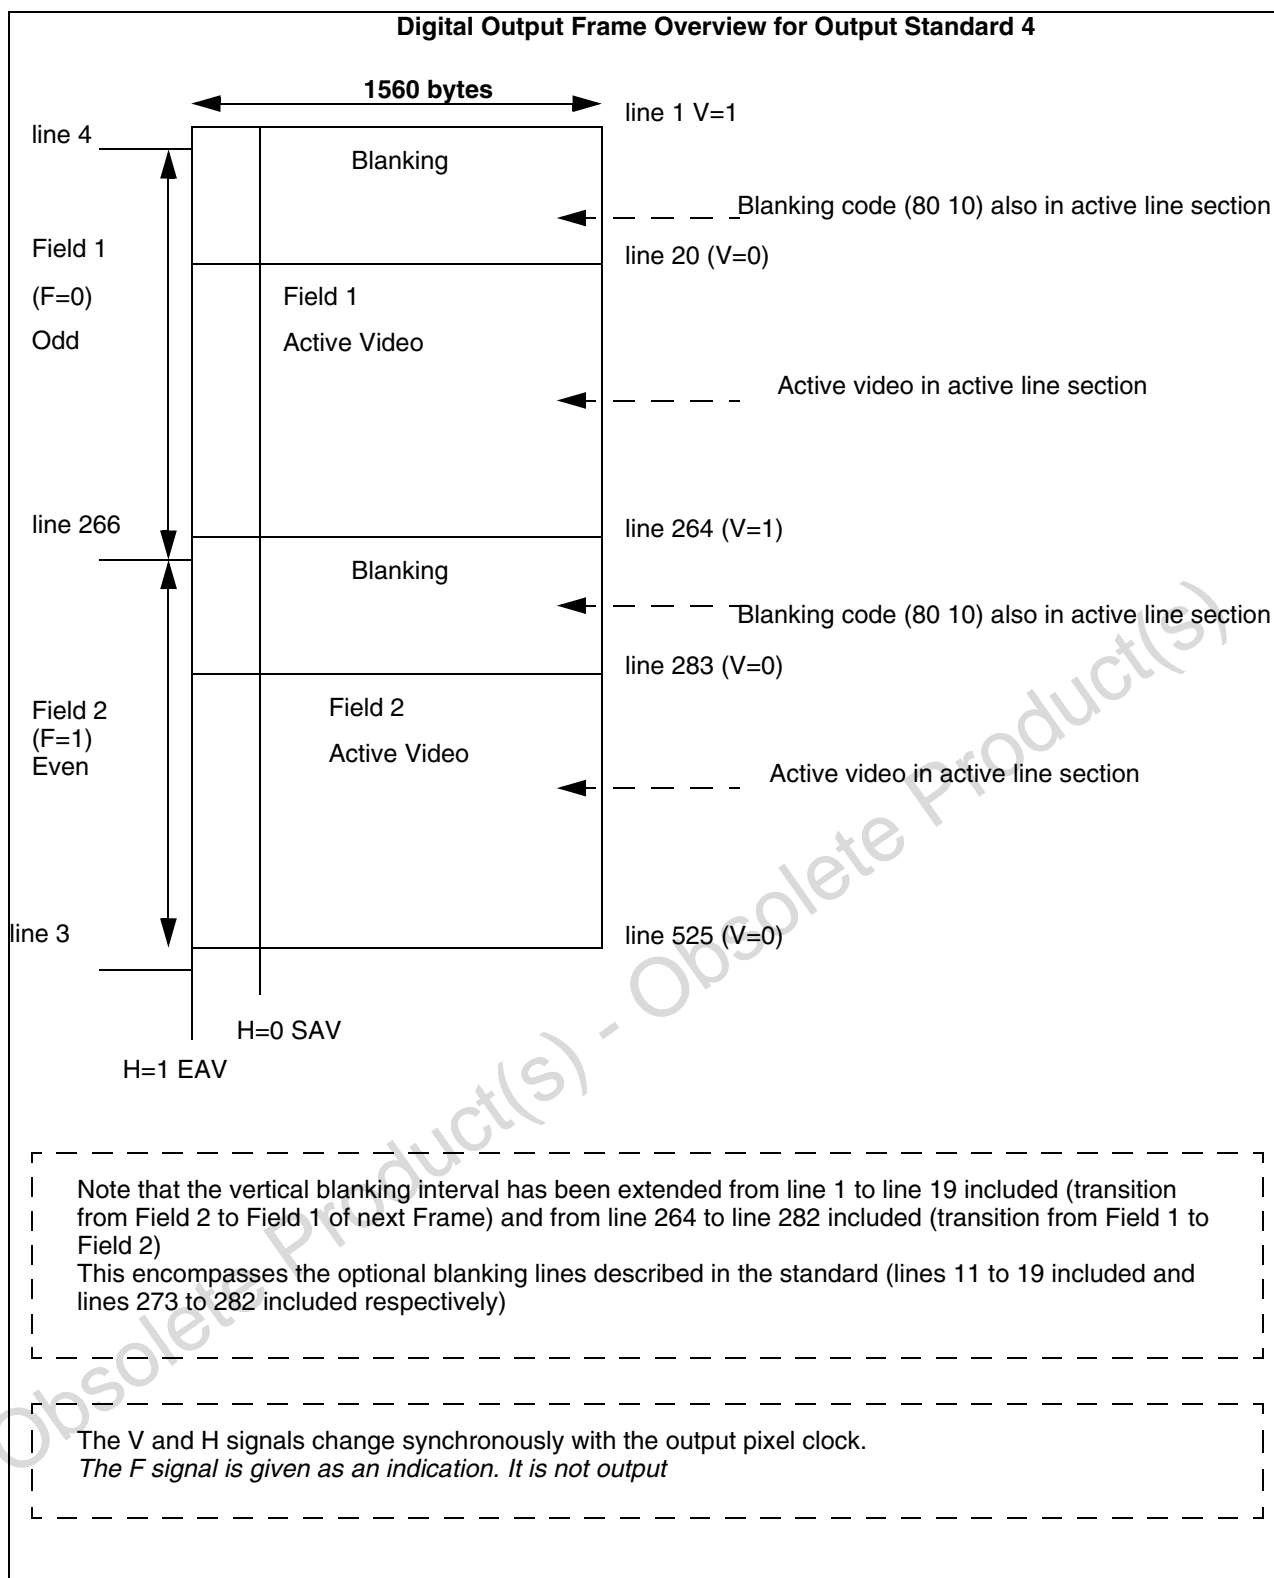 Digital Output Frame Overview for Output Standard 4
1560 bytes
line 1 V=1
line 4
Blanking
Blanking code (80 10) also in active line section
Field 1
(F=0)
Odd
line 20 (V=0)
Field 1
Active Video
Active video in active line section
line 266
line 264 (V=1)
Blanking
Blanking code (80 10) also in active line section
line 283 (V=0)
Field 2
(F=1)
Even
Field 2
Active Video
Active video in active line section
line 3
line 525 (V=0)
H=0 SAV
H=1 EAV
Note that the vertical blanking interval has been extended from line 1 to line 19 included (transition
from Field 2 to Field 1 of next Frame) and from line 264 to line 282 included (transition from Field 1 to
Field 2)
This encompasses the optional blanking lines described in the standard (lines 11 to 19 included and
lines 273 to 282 included respectively)
The V and H signals change synchronously with the output pixel clock.
The F signal is given as an indication. It is not output
Obsolete Product(s) - Obsolete Product(s)